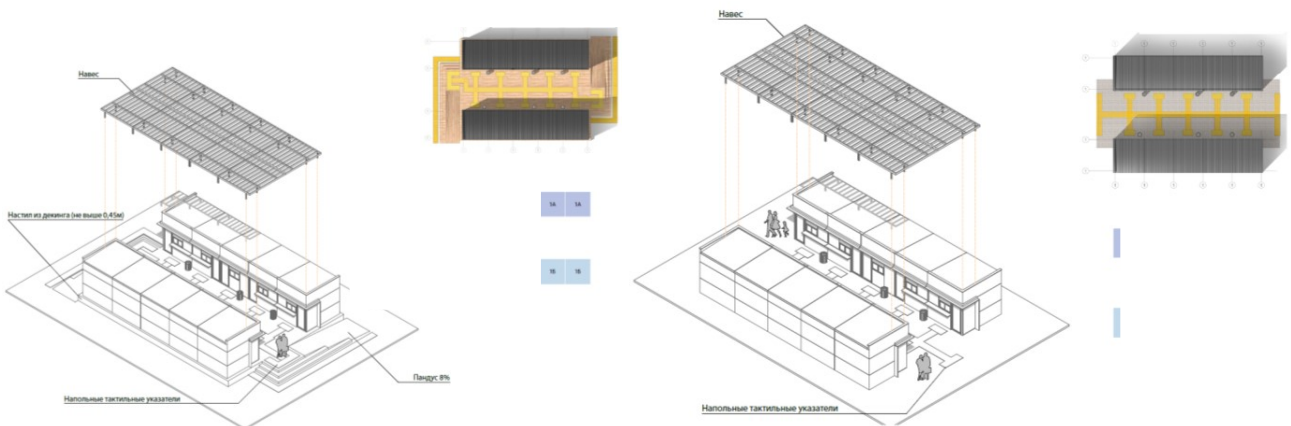 Навес
Настил из декинга (не выше 0,45м)
Напольные тактильные указатели
Пандус 8%
1А 1А
1Б 1Б
Навес
Напольные тактильные указатели